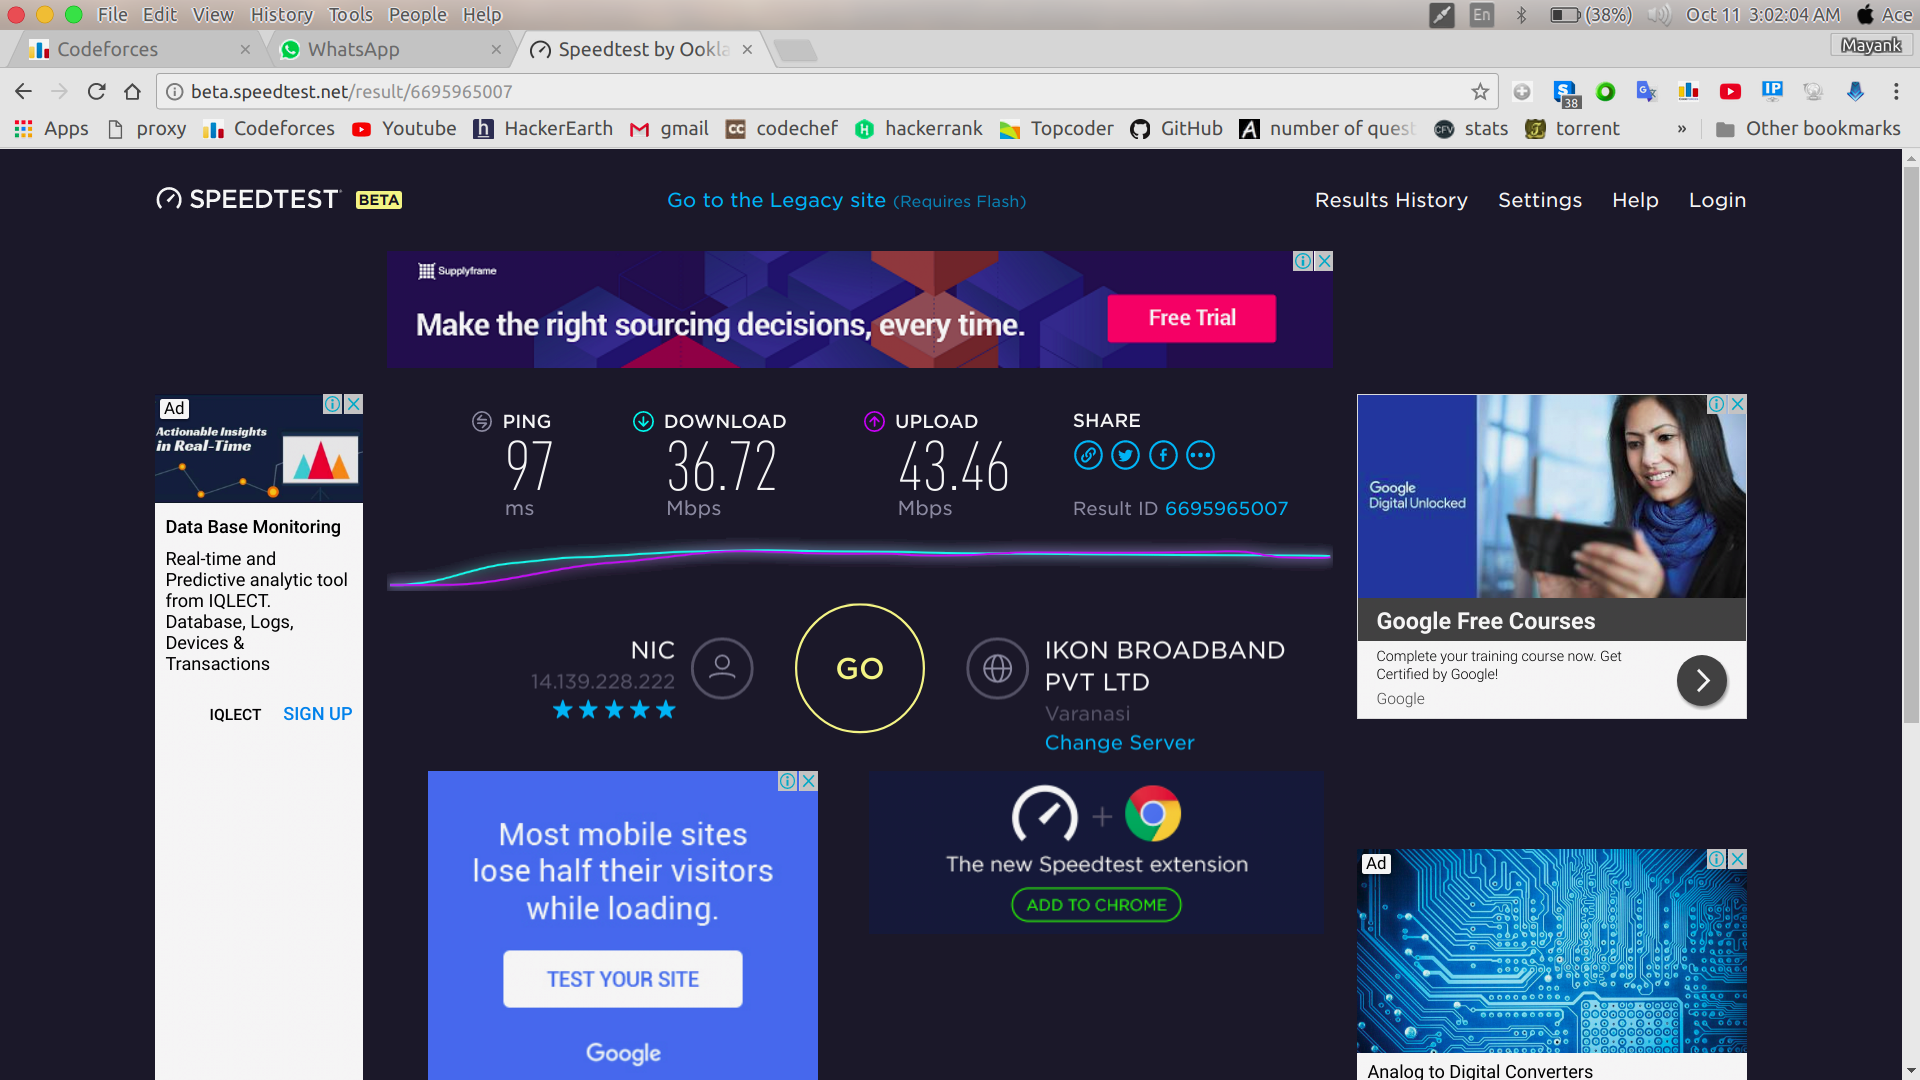 File Edit View History Tools People Help
En (38%) Oct 11 3:02:04 AM Ace
Codeforces WhatsApp Speedtest by Ookla
Mayank
beta.speedtest.net/result/6695965007
38 IP
Apps proxy Codeforces Youtube HackerEarth gmail codechef hackerrank Topcoder GitHub number of quest stats torrent » Other bookmarks
SPEEDTEST BETA
Go to the Legacy site (Requires Flash)
Results History Settings Help Login
Supplyframe
Make the right sourcing decisions, every time.
Free Trial
Ad
Actionable Insights
in Real-Time
Data Base Monitoring
Real-time and
Predictive analytic tool
from IQLECT.
Database, Logs,
Devices &
Transactions
IQLECT SIGN UP
PING
97
ms
DOWNLOAD
36.72
Mbps
UPLOAD
43.46
Mbps
SHARE
Result ID 6695965007
NIC
14.139.228.222
GO
IKON BROADBAND
PVT LTD
Varanasi
Change Server
Google
Digital Unlocked
Google Free Courses
Complete your training course now. Get
Certified by Google!
Google
Most mobile sites
lose half their visitors
while loading.
TEST YOUR SITE
Google
The new Speedtest extension
ADD TO CHROME
Ad
Analog to Digital Converters